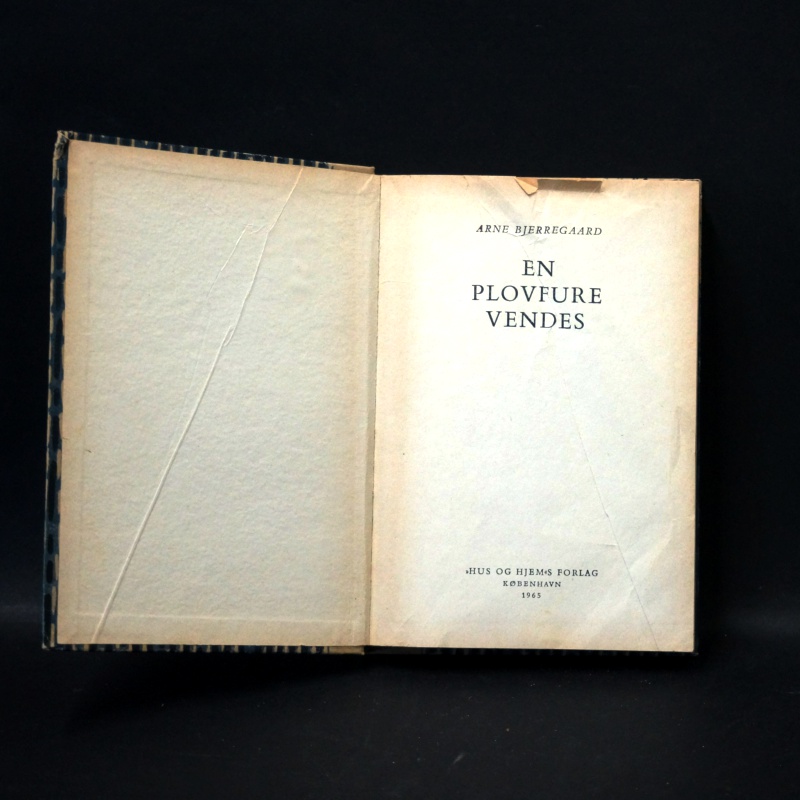 ARNE BJERREGAARD
EN
PLOVFURE
VENDES
»HUS OG HJEM«S FORLAG
KØBENHAVN
1965